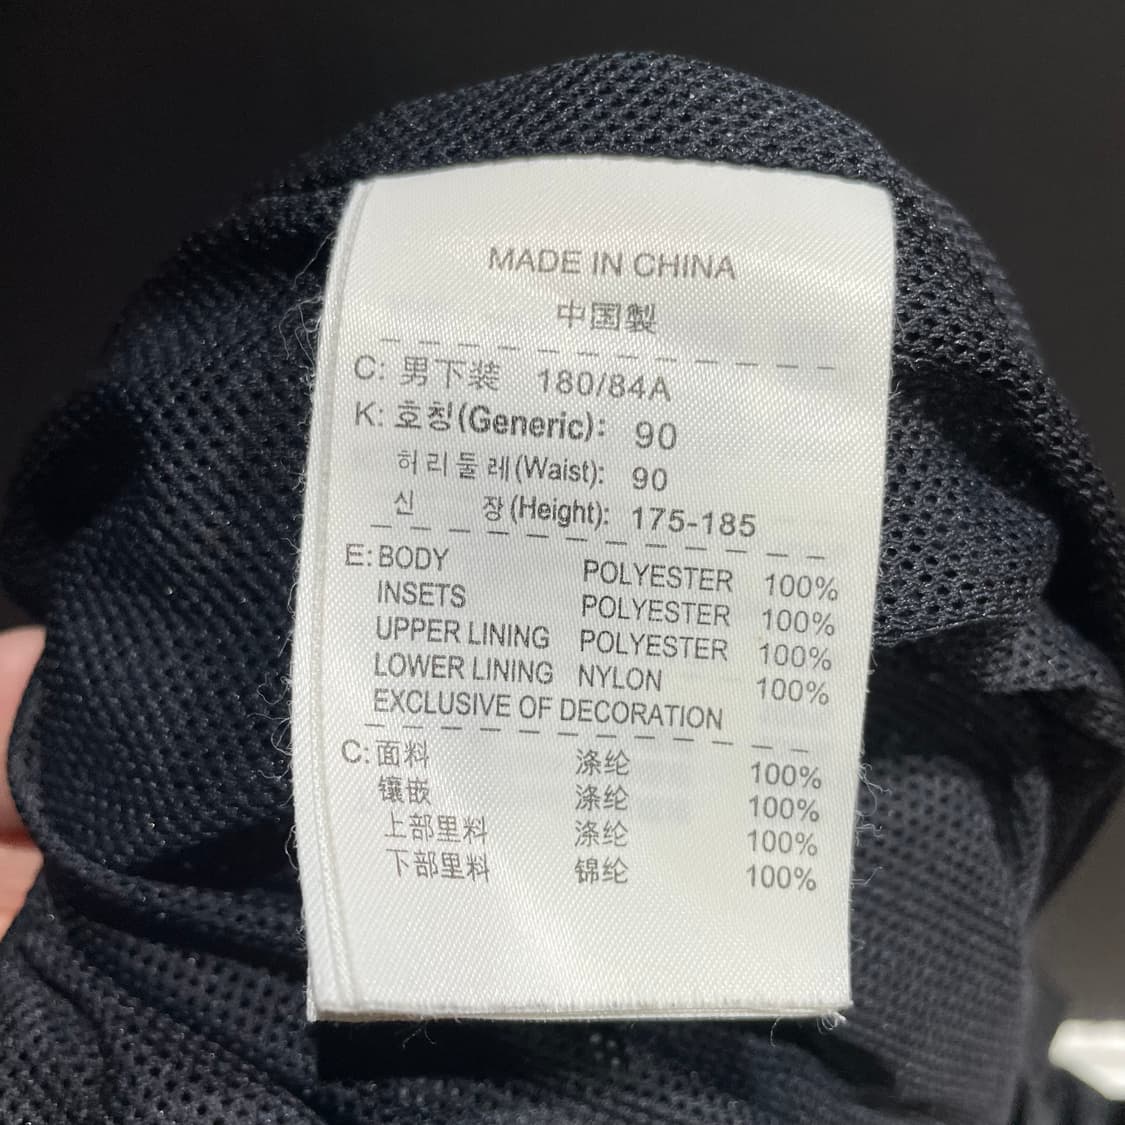 MADE IN CHINA
中国製
C: 男下装 180/84A
K: 호칭(Generic): 90
허리둘레(Waist): 90
신 장(Height): 175-185
E: BODY POLYESTER 100%
INSETS POLYESTER 100%
UPPER LINING POLYESTER 100%
LOWER LINING NYLON 100%
EXCLUSIVE OF DECORATION
C: 面料 涤纶 100%
镶嵌 涤纶 100%
上部里料 涤纶 100%
下部里料 锦纶 100%